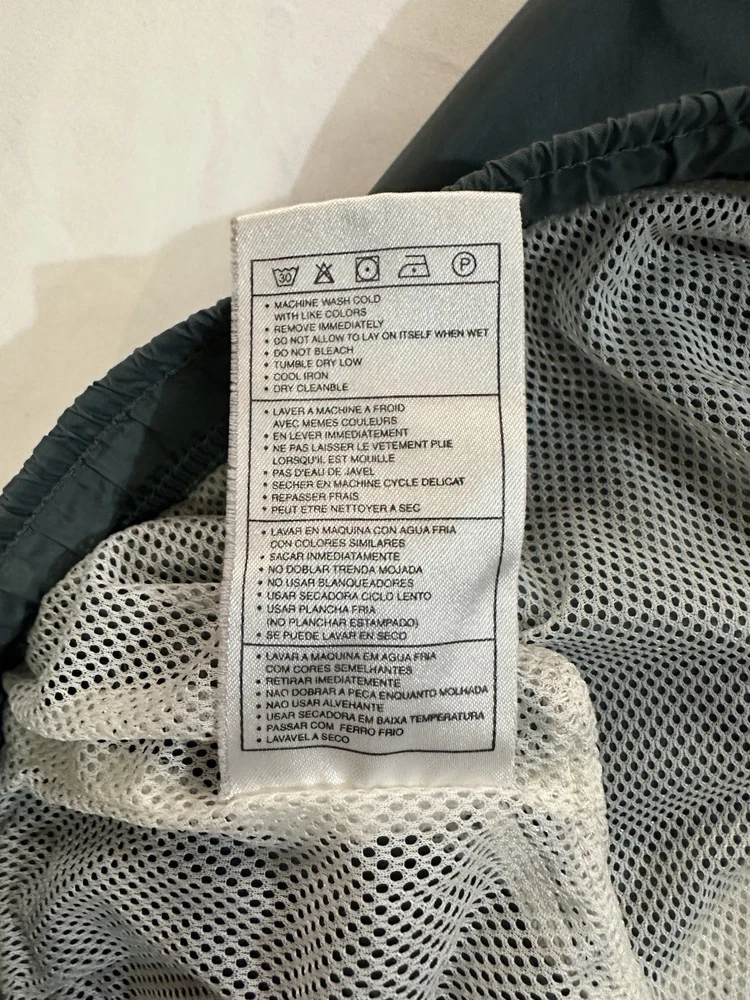 30 P
• MACHINE WASH COLD
WITH LIKE COLORS
• REMOVE IMMEDIATELY
• DO NOT ALLOW TO LAY ON ITSELF WHEN WET
• DO NOT BLEACH
• TUMBLE DRY LOW
• COOL IRON
• DRY CLEANBLE
• LAVER A MACHINE A FROID
AVEC MEMES COULEURS
• EN LEVER IMMEDIATEMENT
• NE PAS LAISSER LE VETEMENT PLIE
LORSQU'IL EST MOUILLE
• PAS D'EAU DE JAVEL
• SECHER EN MACHINE CYCLE DELICAT
• REPASSER FRAIS
• PEUT ETRE NETTOYER A SEC
• LAVAR EN MAQUINA CON AGUA FRIA
CON COLORES SIMILARES
• SACAR INMEDIATAMENTE
• NO DOBLAR TRENDA MOJADA
• NO USAR BLANQUEADORES
• USAR SECADORA CICLO LENTO
• USAR PLANCHA FRIA
(NO PLANCHAR ESTAMPADO)
• SE PUEDE LAVAR EN SECO
• LAVAR A MAQUINA EM AGUA FRIA
COM CORES SEMELHANTES
• RETIRAR IMEDIATEMENTE
• NAO DOBRAR A PECA ENQUANTO MOLHADA
• NAO USAR ALVEHANTE
• USAR SECADORA EM BAIXA TEMPERATURA
• PASSAR COM FERRO FRIO
• LAVAVEL A SECO